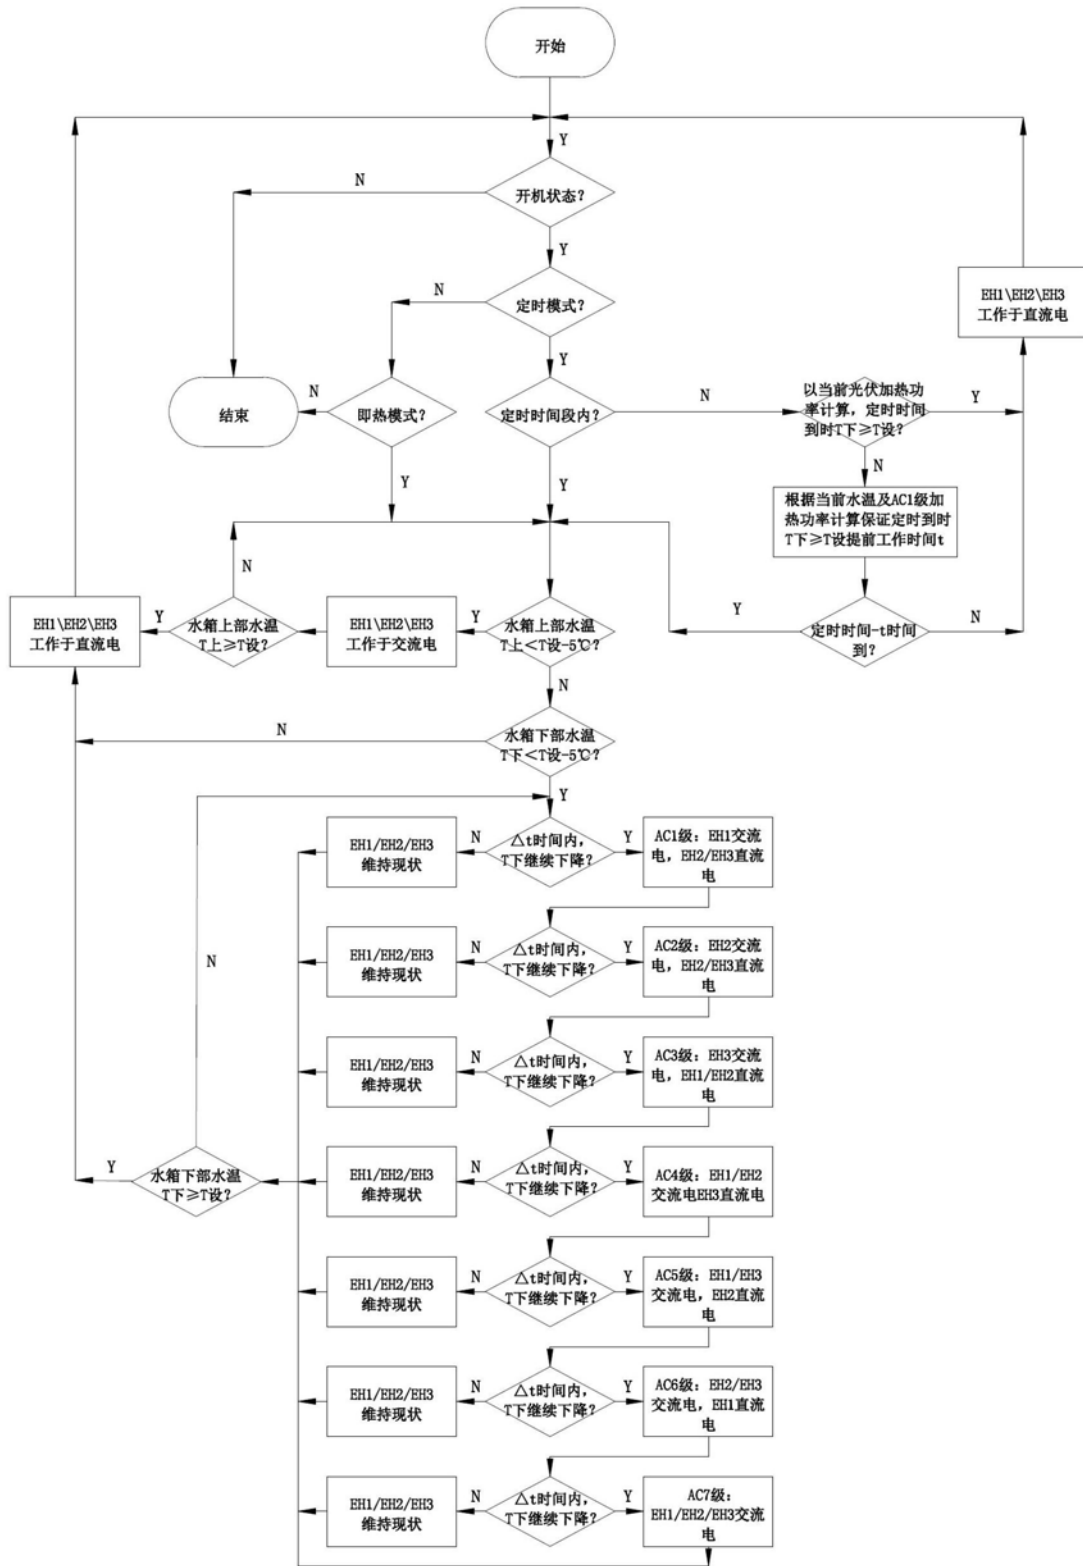 开始
Y
N
开机状态?
Y
N
定时模式?
EH1\EH2\EH3
工作于直流电
Y
结束
N
即热模式?
定时时间段内?
N
以当前光伏加热功
率计算，定时时间
到时T下≥T设?
Y
Y
Y
N
根据当前水温及AC1级加
热功率计算保证定时到时
T下≥T设提前工作时间t
N
EH1\EH2\EH3
工作于直流电
Y
水箱上部水温
T上≥T设?
EH1\EH2\EH3
工作于交流电
Y
水箱上部水温
T上<T设-5℃?
Y
定时时间-t时间
到?
N
N
N
水箱下部水温
T下<T设-5℃?
Y
EH1/EH2/EH3
维持现状
N
△t时间内，
T下继续下降?
Y
AC1级：EH1交流
电，EH2/EH3直流
电
N
EH1/EH2/EH3
维持现状
N
△t时间内，
T下继续下降?
Y
AC2级：EH2交流
电，EH2/EH3直流
电
EH1/EH2/EH3
维持现状
N
△t时间内，
T下继续下降?
Y
AC3级：EH3交流
电，EH1/EH2直流
电
Y
水箱下部水温
T下≥T设?
EH1/EH2/EH3
维持现状
N
△t时间内，
T下继续下降?
Y
AC4级：EH1/EH2
交流电EH3直流电
EH1/EH2/EH3
维持现状
N
△t时间内，
T下继续下降?
Y
AC5级：EH1/EH3
交流电，EH2直流
电
EH1/EH2/EH3
维持现状
N
△t时间内，
T下继续下降?
Y
AC6级：EH2/EH3
交流电，EH1直流
电
EH1/EH2/EH3
维持现状
N
△t时间内，
T下继续下降?
Y
AC7级：
EH1/EH2/EH3交流
电